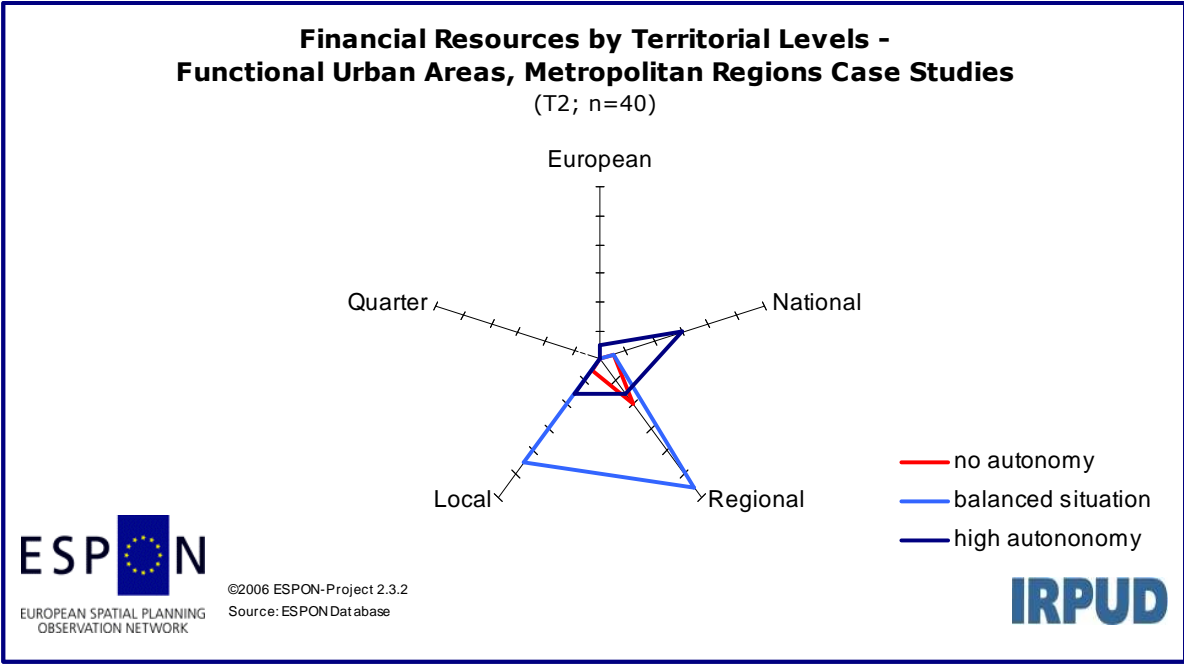 Financial Resources by Territorial Levels -
Functional Urban Areas, Metropolitan Regions Case Studies
(T2; n=40)
European
Quarter
National
Local
Regional
no autonomy
balanced situation
high autononomy
ESPON
EUROPEAN SPATIAL PLANNING
OBSERVATION NETWORK
©2006 ESPON-Project 2.3.2
Source: ESPON Database
IRPUD